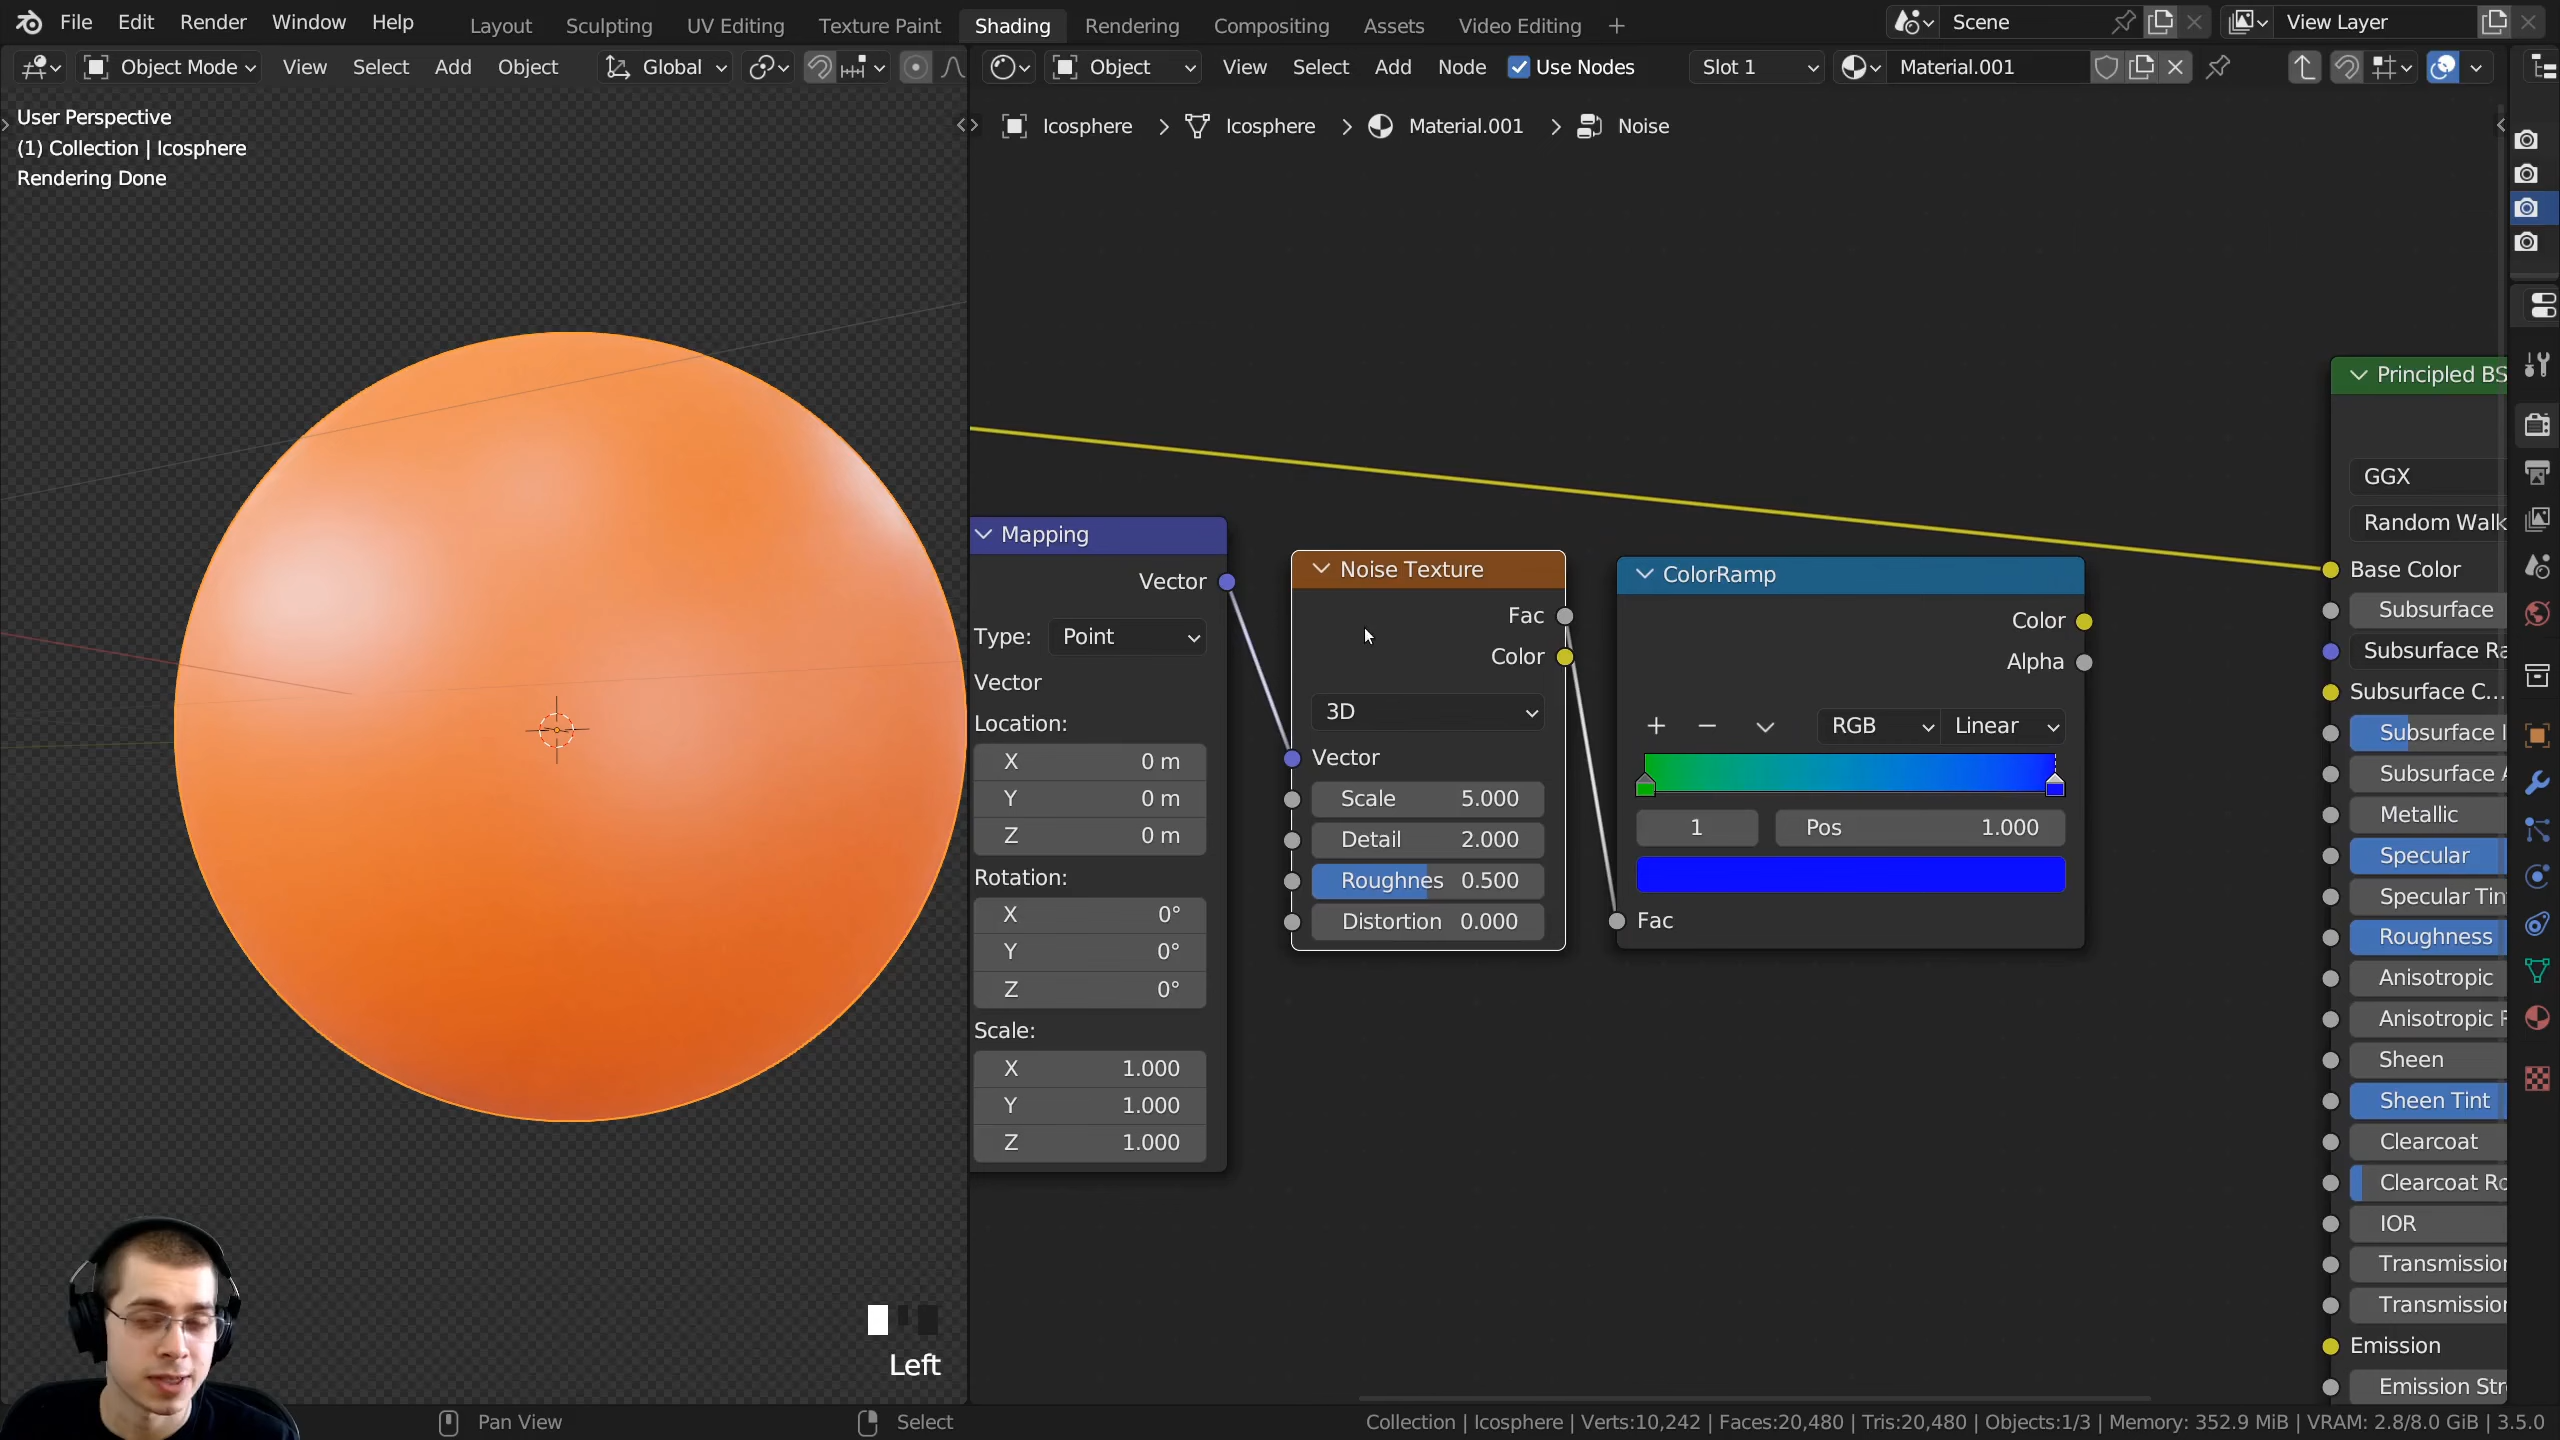 File Edit Render Window Help Layout Sculpting UV Editing Texture Paint Shading Rendering Compositing Assets Video Editing + Scene View Layer
Object Mode View Select Add Object Global
Object View Select Add Node Use Nodes Slot 1 Material.001
User Perspective
(1) Collection | Icosphere
Rendering Done
Icosphere > Icosphere > Material.001 > Noise
Mapping
Vector
Type: Point
Vector
Location:
X 0 m
Y 0 m
Z 0 m
Rotation:
X 0°
Y 0°
Z 0°
Scale:
X 1.000
Y 1.000
Z 1.000
Noise Texture
Fac
Color
3D
Vector
Scale 5.000
Detail 2.000
Roughnes 0.500
Distortion 0.000
ColorRamp
Color
Alpha
+ − RGB Linear
1 Pos 1.000
Fac
Principled BS
GGX
Random Walk
Base Color
Subsurface
Subsurface Ra
Subsurface C...
Subsurface I
Subsurface A
Metallic
Specular
Specular Tin
Roughness
Anisotropic
Anisotropic R
Sheen
Sheen Tint
Clearcoat
Clearcoat Ro
IOR
Transmission
Transmission
Emission
Emission Str
Left
Pan View Select
Collection | Icosphere | Verts:10,242 | Faces:20,480 | Tris:20,480 | Objects:1/3 | Memory: 352.9 MiB | VRAM: 2.8/8.0 GiB | 3.5.0